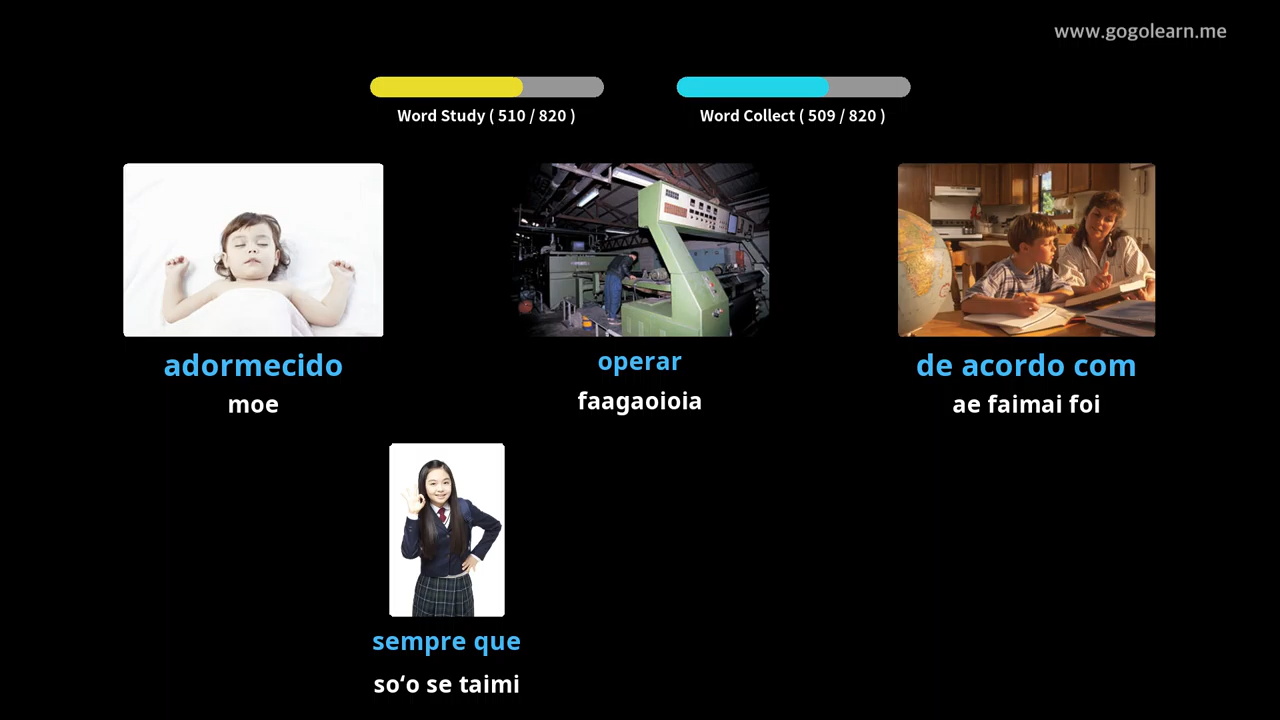 www.gogolearn.me
Word Study ( 510 / 820 )
Word Collect ( 509 / 820 )
adormecido
moe
operar
faagaoioia
de acordo com
ae faimai foi
sempre que
soʻo se taimi